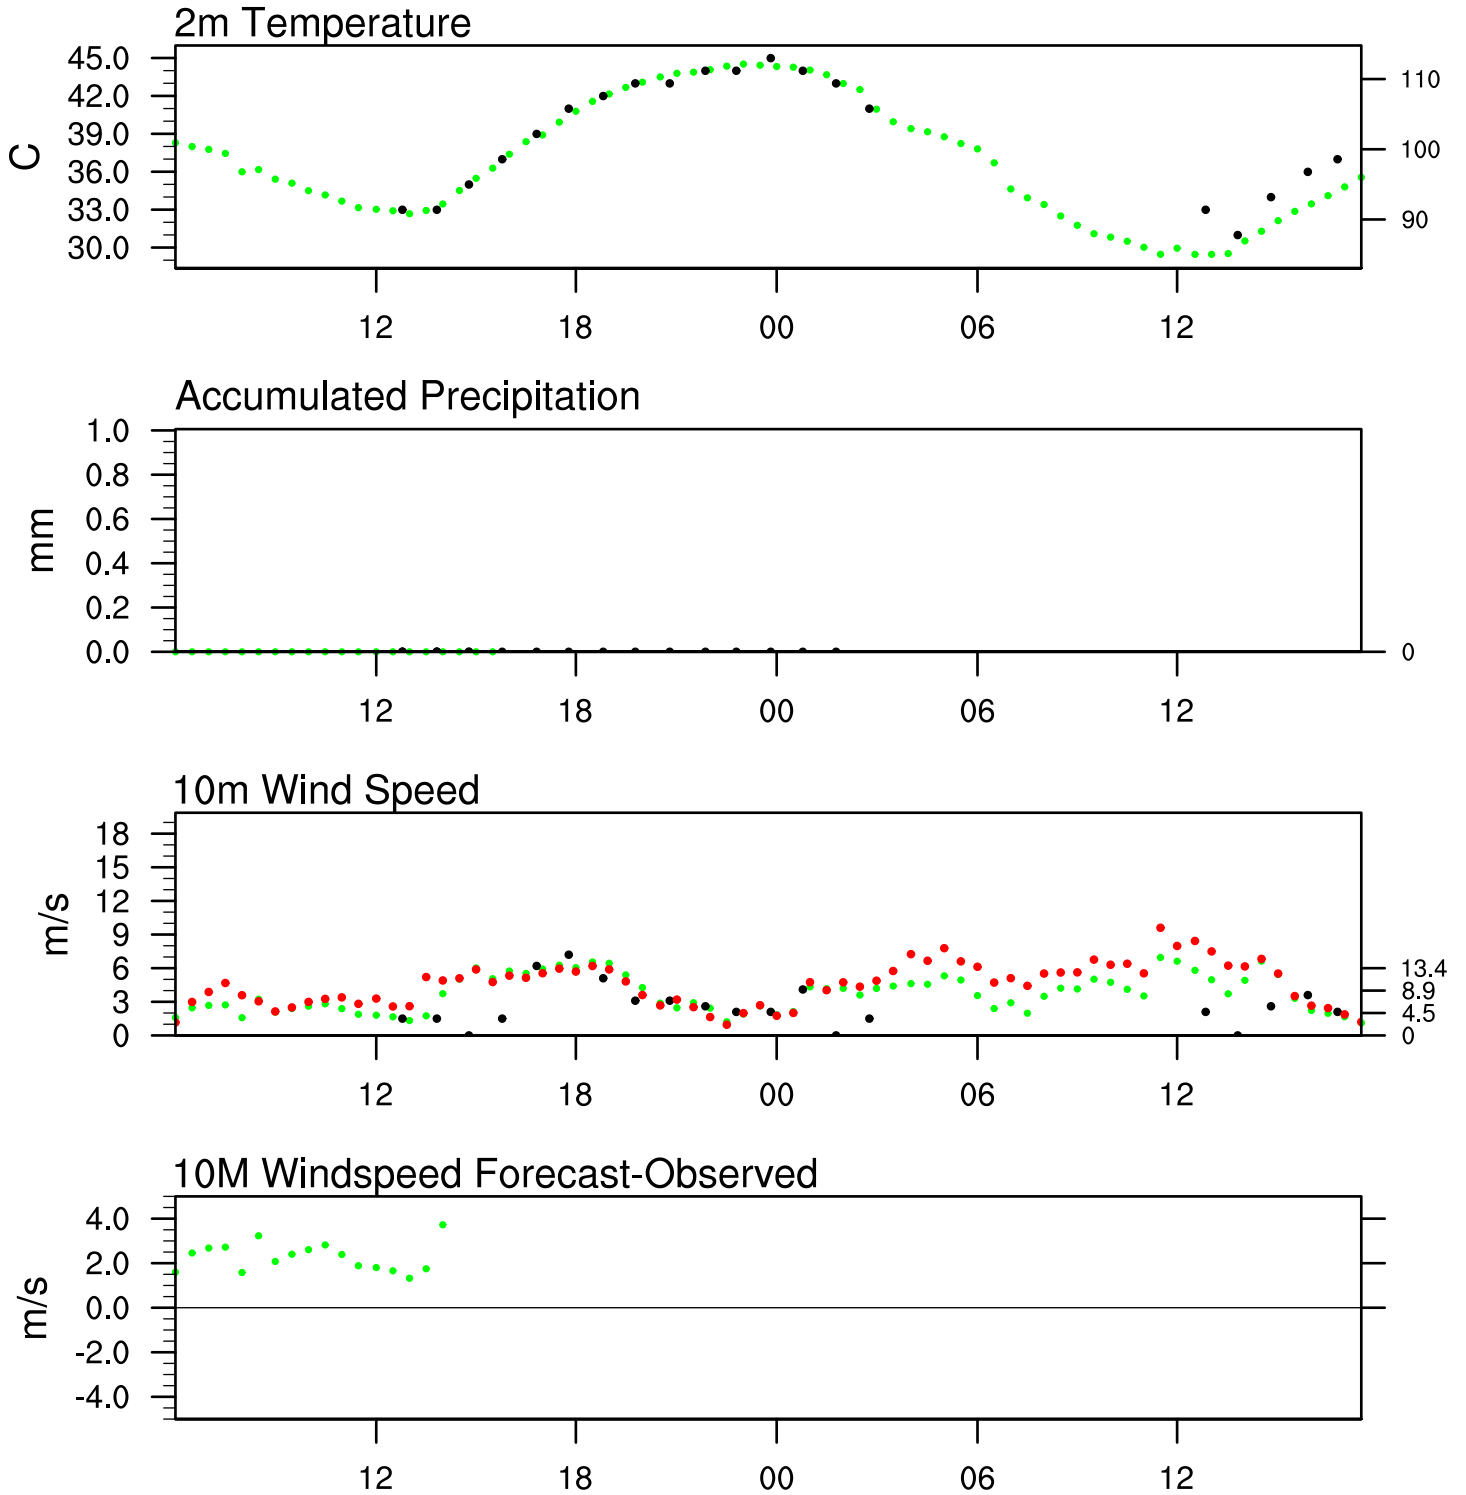 2m Temperature
45.0
42.0
39.0
36.0
33.0
30.0
C
110
100
90
12 18 00 06 12
Accumulated Precipitation
1.0
0.8
0.6
0.4
0.2
0.0
mm
0
12 18 00 06 12
10m Wind Speed
18
15
12
9
6
3
0
m/s
13.4
8.9
4.5
0
12 18 00 06 12
10M Windspeed Forecast-Observed
4.0
2.0
0.0
-2.0
-4.0
m/s
12 18 00 06 12